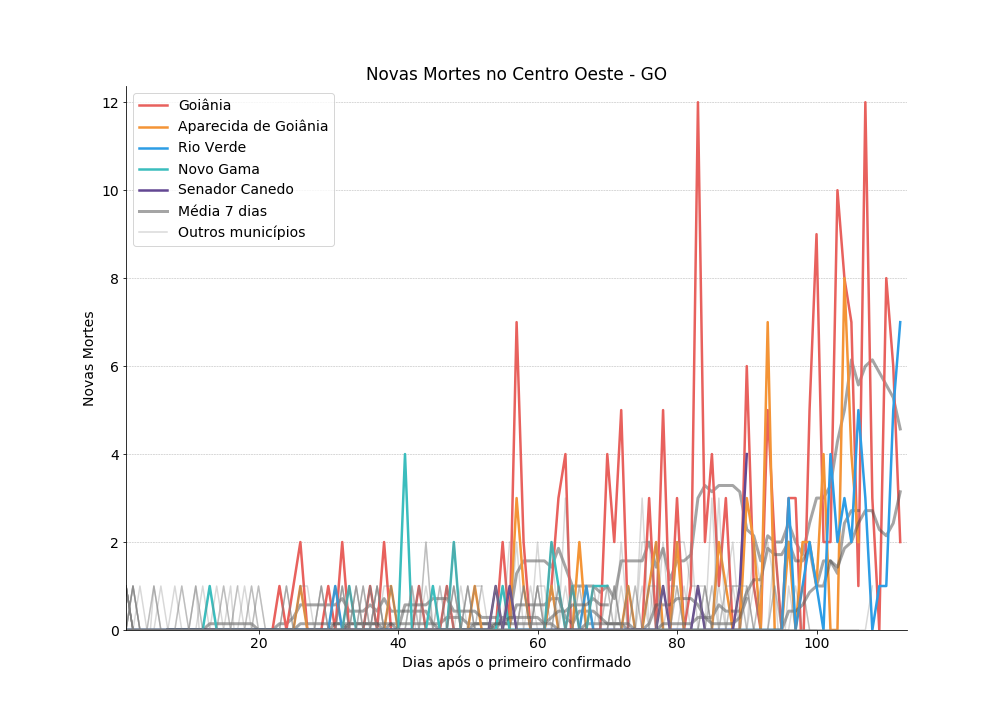 Novas Mortes no Centro Oeste - GO
Goiânia
Aparecida de Goiânia
Rio Verde
Novo Gama
Senador Canedo
Média 7 dias
Outros municípios
Novas Mortes
12
10
8
6
4
2
0
20
40
60
80
100
Dias após o primeiro confirmado